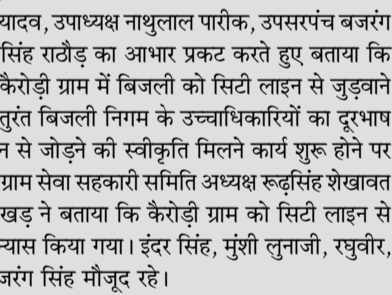 यादव, उपाध्यक्ष नाथुलाल पारीक, उपसरपंच बजरंग
सिंह राठौड़ का आभार प्रकट करते हुए बताया कि
कैरोड़ी ग्राम में बिजली को सिटी लाइन से जुड़वाने
तुरंत बिजली निगम के उच्चाधिकारियों का दूरभाष
न से जोड़ने की स्वीकृति मिलने कार्य शुरू होने पर
ग्राम सेवा सहकारी समिति अध्यक्ष रूढ़सिंह शेखावत
खड़ ने बताया कि कैरोड़ी ग्राम को सिटी लाइन से
न्यास किया गया। इंदर सिंह, मुंशी लुनाजी, रघुवीर,
जरंग सिंह मौजूद रहे।